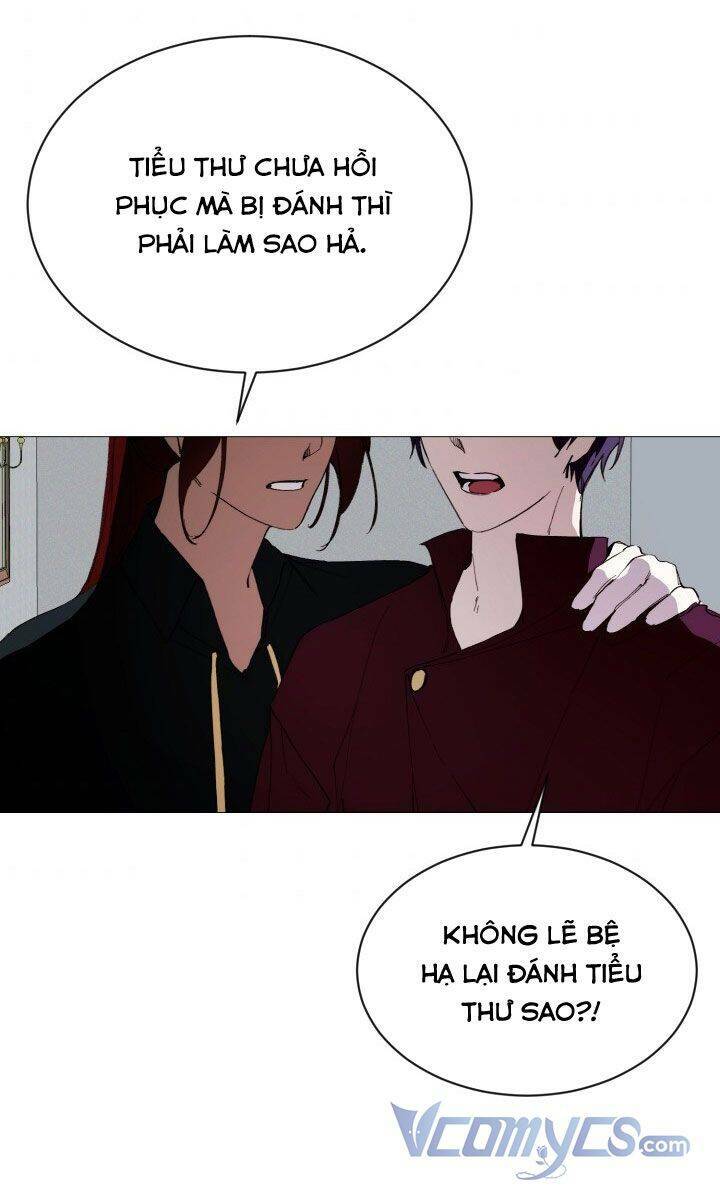 TIỂU THƯ CHƯA HỒI
PHỤC MÀ BỊ ĐÁNH THÌ
PHẢI LÀM SAO HẢ.
KHÔNG LẼ BỆ
HẠ LẠI ĐÁNH TIỂU
THƯ SAO?!
VCOMYCS.com